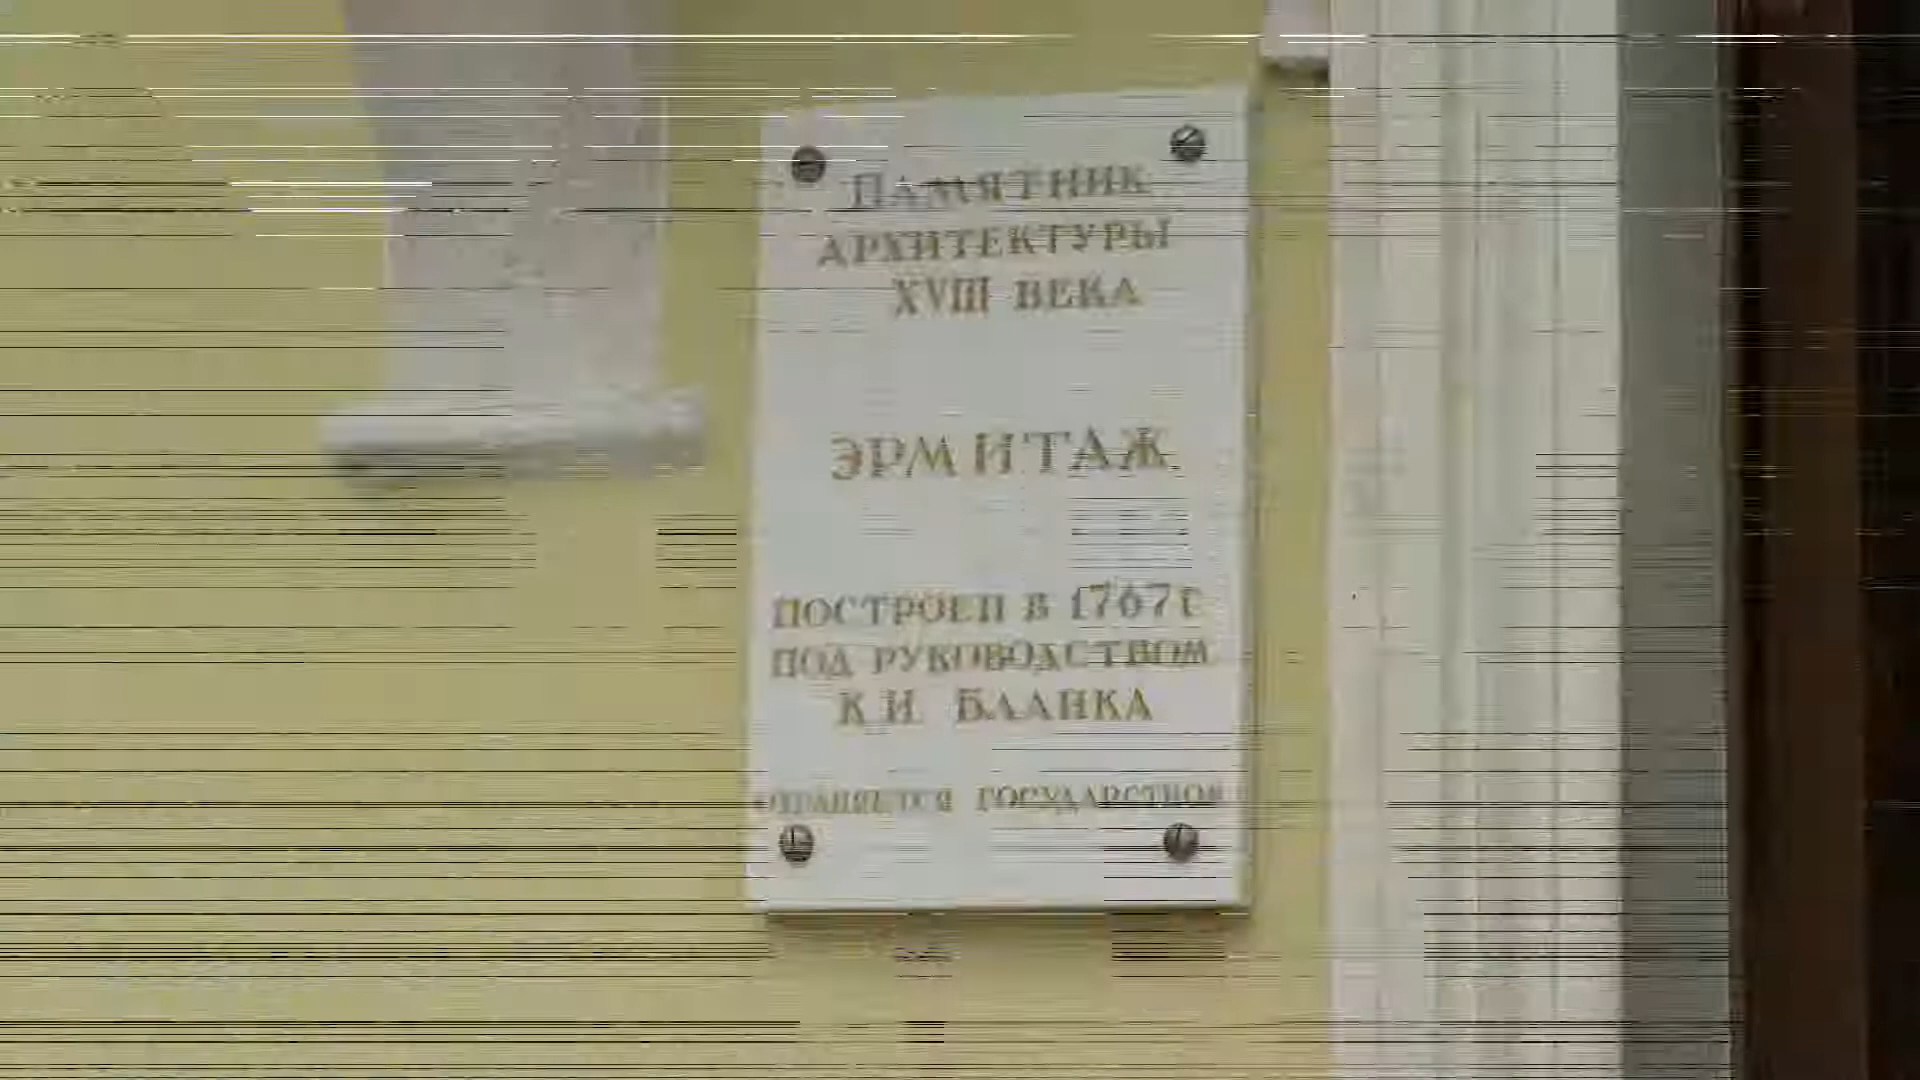 ПАМЯТНИК
АРХИТЕКТУРЫ
XVIII ВЕКА
ЭРМИТАЖ
ПОСТРОЕН В 1767 Г.
ПОД РУКОВОДСТВОМ
К.И. БЛАНКА
ОХРАНЯЕТСЯ ГОСУДАРСТВОМ